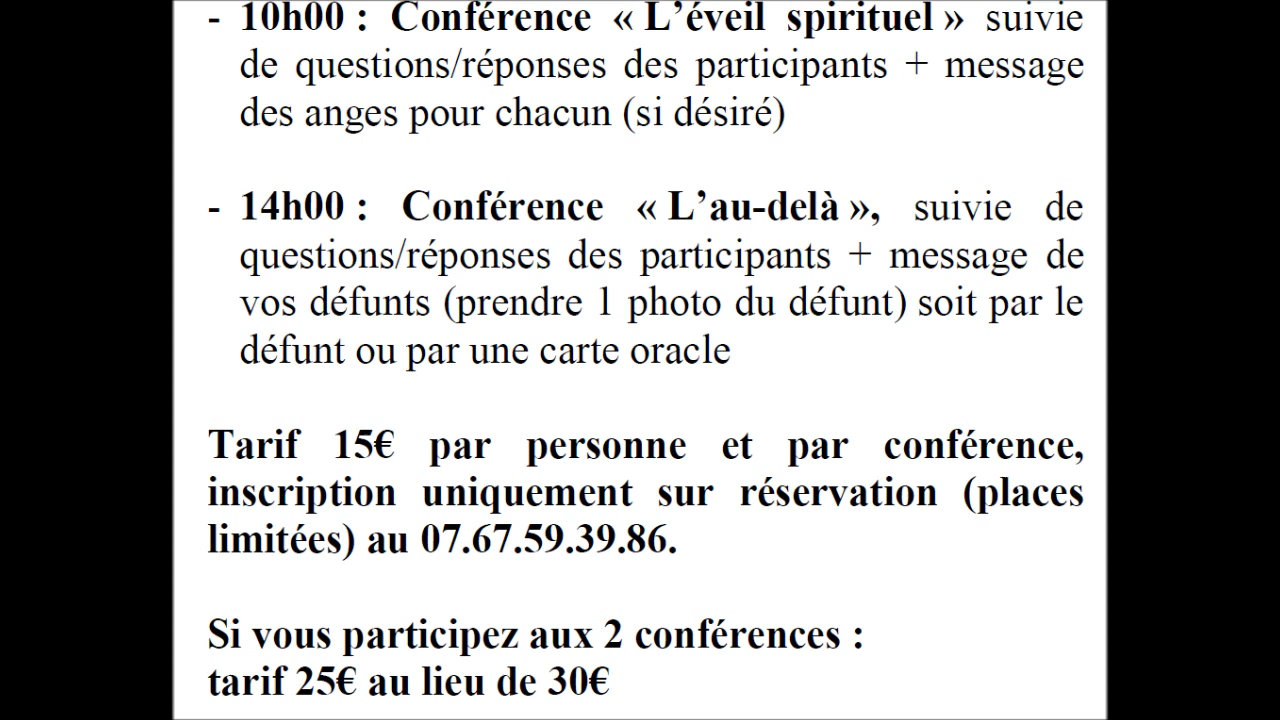 - 10h00 : Conférence « L’éveil spirituel » suivie
de questions/réponses des participants + message
des anges pour chacun (si désiré)
- 14h00 : Conférence « L’au-delà », suivie de
questions/réponses des participants + message de
vos défunts (prendre 1 photo du défunt) soit par le
défunt ou par une carte oracle
Tarif 15€ par personne et par conférence,
inscription uniquement sur réservation (places
limitées) au 07.67.59.39.86.
Si vous participez aux 2 conférences :
tarif 25€ au lieu de 30€